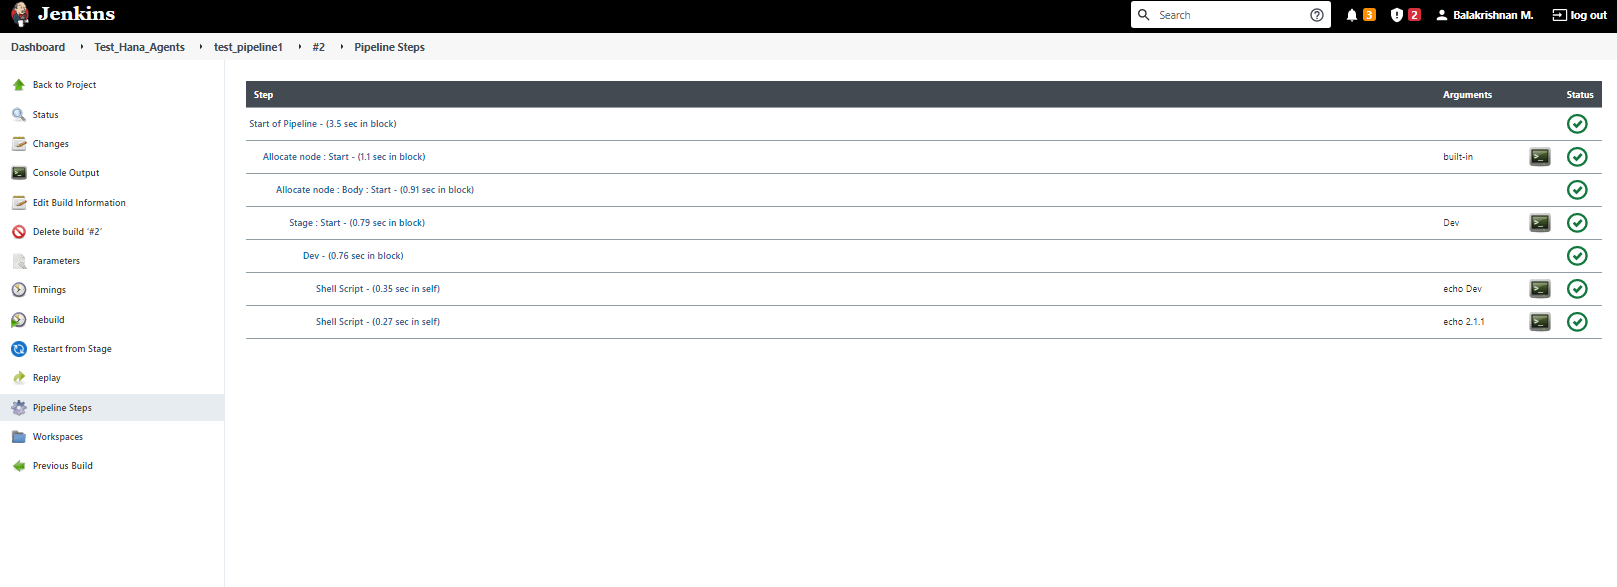 Jenkins
Search
3
2
Balakrishnan M.
log out
Dashboard
Test_Hana_Agents
test_pipeline1
#2
Pipeline Steps
Back to Project
Status
Changes
Console Output
Edit Build Information
Delete build ‘#2’
Parameters
Timings
Rebuild
Restart from Stage
Replay
Pipeline Steps
Workspaces
Previous Build
Step Arguments Status
Start of Pipeline - (3.5 sec in block)
Allocate node : Start - (1.1 sec in block) built-in
Allocate node : Body : Start - (0.91 sec in block)
Stage : Start - (0.79 sec in block) Dev
Dev - (0.76 sec in block)
Shell Script - (0.35 sec in self) echo Dev
Shell Script - (0.27 sec in self) echo 2.1.1